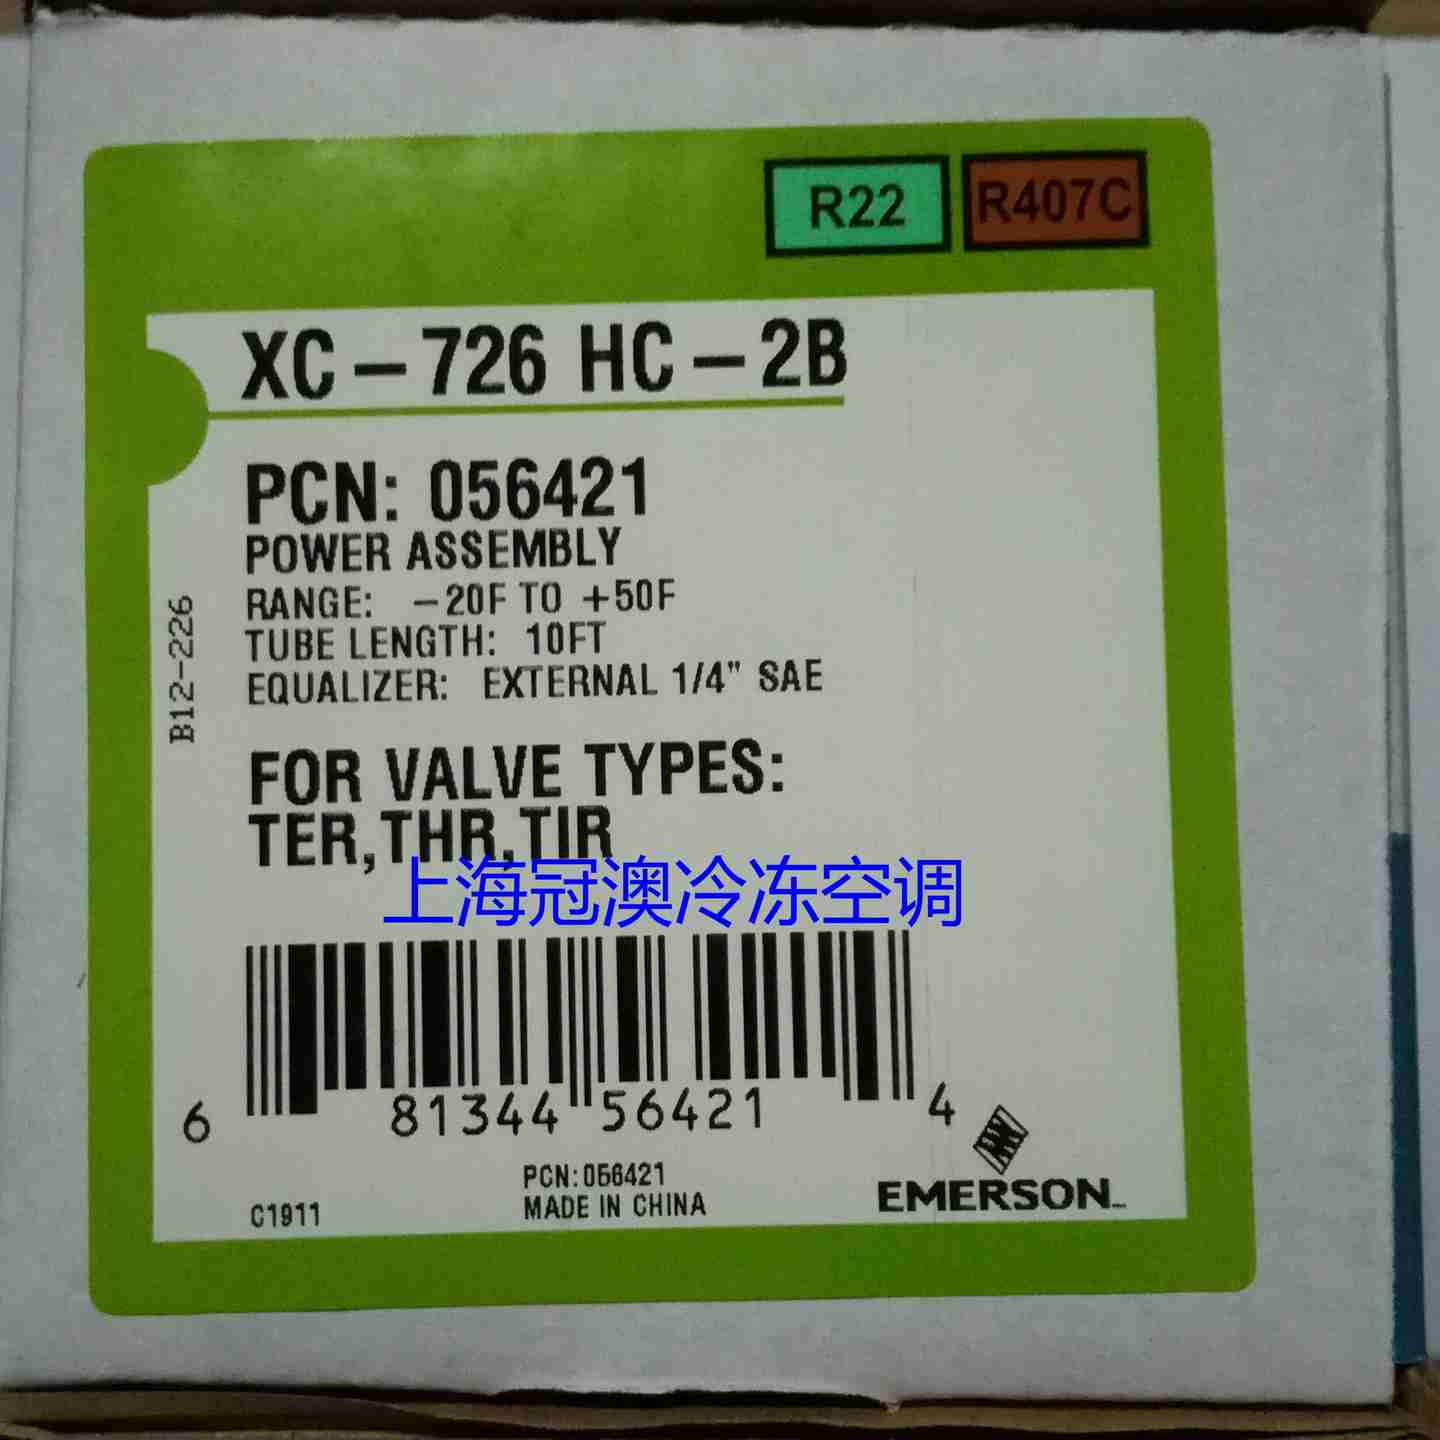 R22 R407C
XC-726 HC-2B
PCN: 056421
POWER ASSEMBLY
RANGE: -20F TO +50F
TUBE LENGTH: 10FT
EQUALIZER: EXTERNAL 1/4" SAE
B12-226
FOR VALVE TYPES:
TER,THR,TIR
上海冠澳冷冻空调
6 81344 56421 4
PCN:056421
C1911 MADE IN CHINA
EMERSON